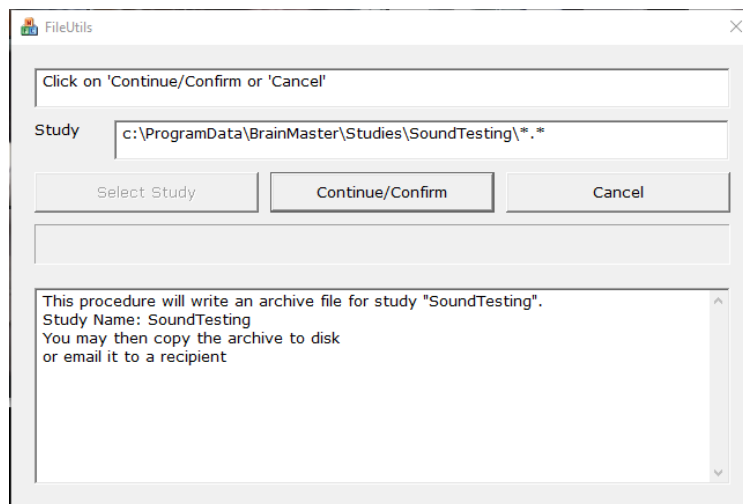 FileUtils
Click on 'Continue/Confirm or 'Cancel'
Study
c:\ProgramData\BrainMaster\Studies\SoundTesting\*.*
Select Study
Continue/Confirm
Cancel
This procedure will write an archive file for study "SoundTesting".
Study Name: SoundTesting
You may then copy the archive to disk
or email it to a recipient